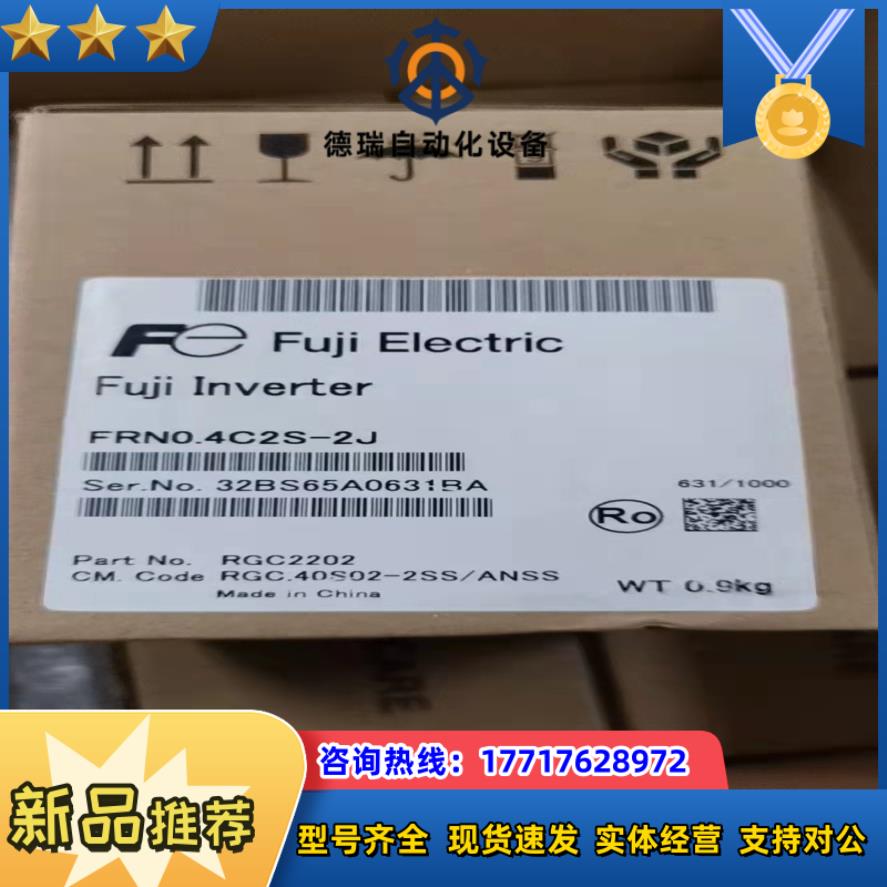 德瑞自动化设备
Fe Fuji Electric
Fuji Inverter
FRN0.4C2S-2J
Ser.No. 32BS65A0631BA
631/1000
Ro
Part No. RGC2202
CM. Code RGC.40S02-2SS/ANSS
Made in China
WT 0.9kg
咨询热线：17717628972
新品推荐
型号齐全 现货速发 实体经营 支持对公